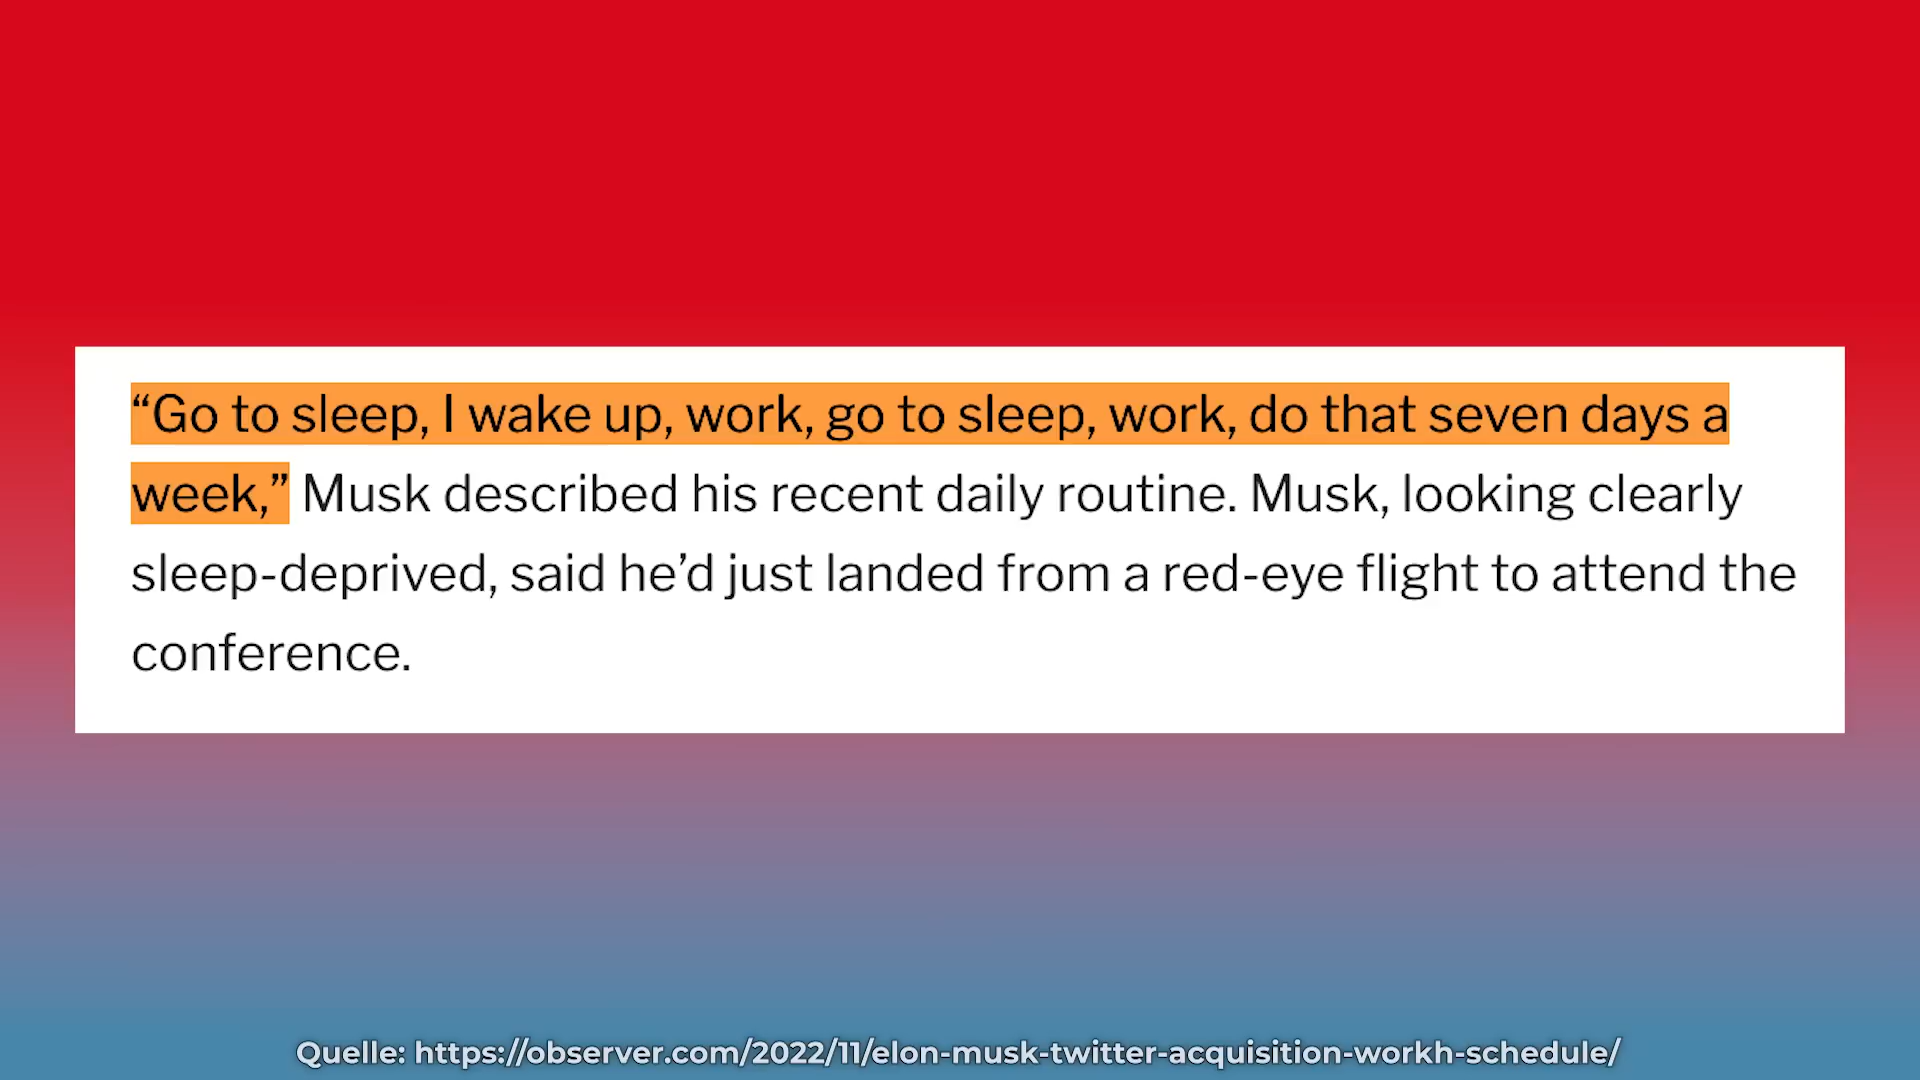 “Go to sleep, I wake up, work, go to sleep, work, do that seven days a
week,” Musk described his recent daily routine. Musk, looking clearly
sleep-deprived, said he’d just landed from a red-eye flight to attend the
conference.
Quelle: https://observer.com/2022/11/elon-musk-twitter-acquisition-workh-schedule/